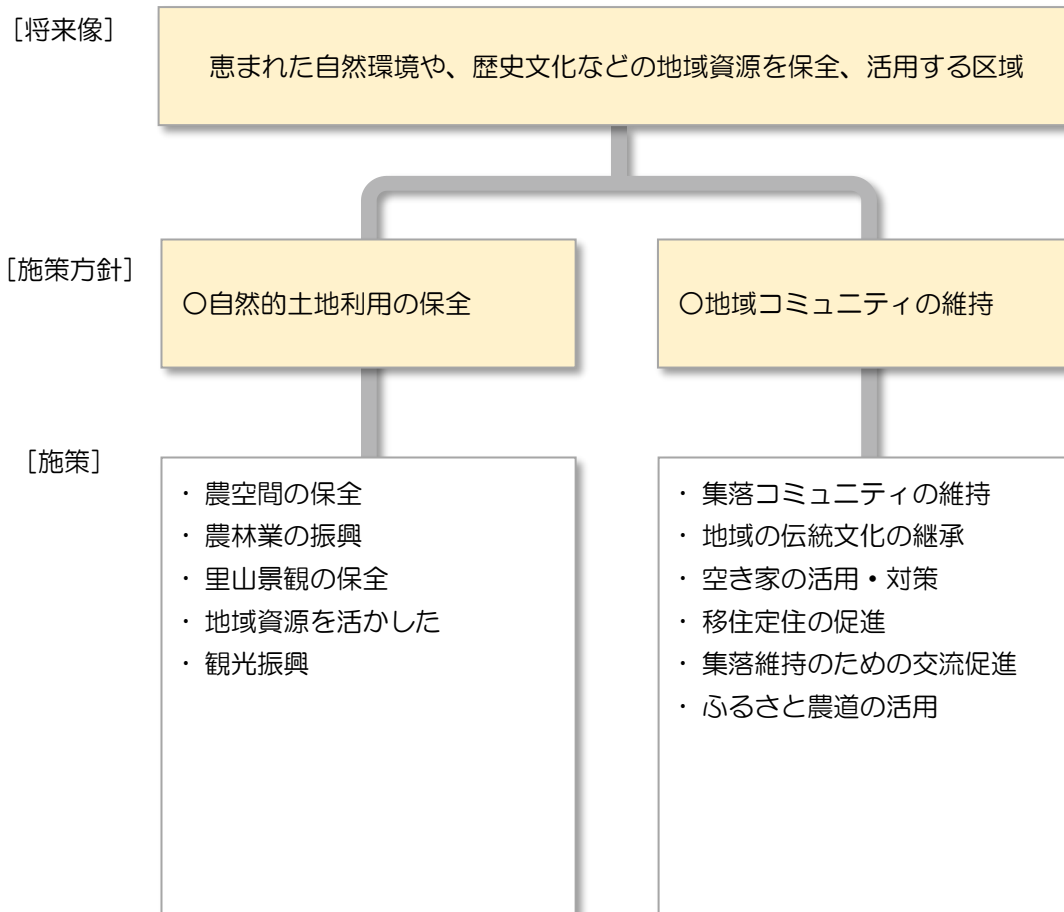 ［将来像］
恵まれた自然環境や、歴史文化などの地域資源を保全、活用する区域
［施策方針］
〇自然的土地利用の保全
〇地域コミュニティの維持
［施策］
・農空間の保全
・農林業の振興
・里山景観の保全
・地域資源を活かした
・観光振興
・集落コミュニティの維持
・地域の伝統文化の継承
・空き家の活用・対策
・移住定住の促進
・集落維持のための交流促進
・ふるさと農道の活用